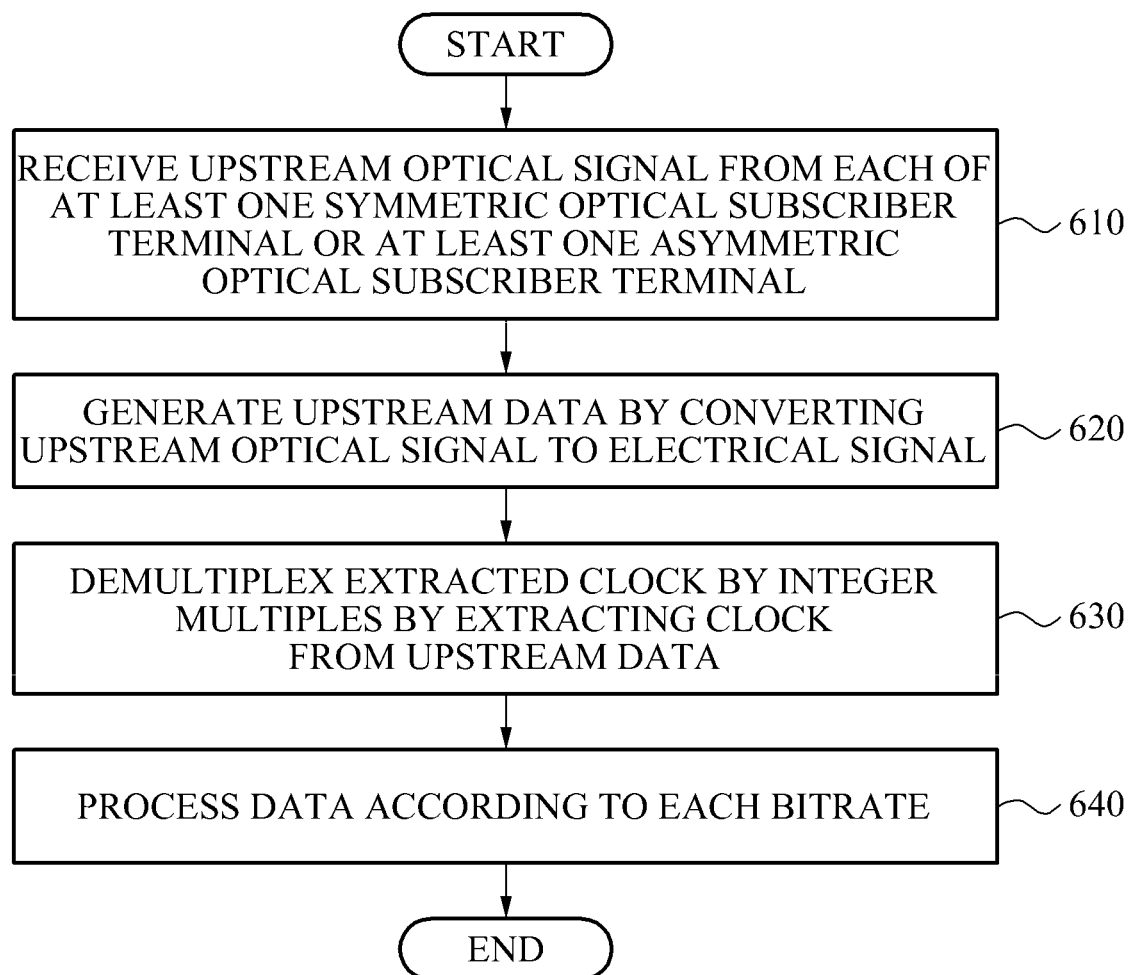 START
RECEIVE UPSTREAM OPTICAL SIGNAL FROM EACH OF
AT LEAST ONE SYMMETRIC OPTICAL SUBSCRIBER
TERMINAL OR AT LEAST ONE ASYMMETRIC
OPTICAL SUBSCRIBER TERMINAL
610
GENERATE UPSTREAM DATA BY CONVERTING
UPSTREAM OPTICAL SIGNAL TO ELECTRICAL SIGNAL
620
DEMULTIPLEX EXTRACTED CLOCK BY INTEGER
MULTIPLES BY EXTRACTING CLOCK
FROM UPSTREAM DATA
630
PROCESS DATA ACCORDING TO EACH BITRATE
640
END